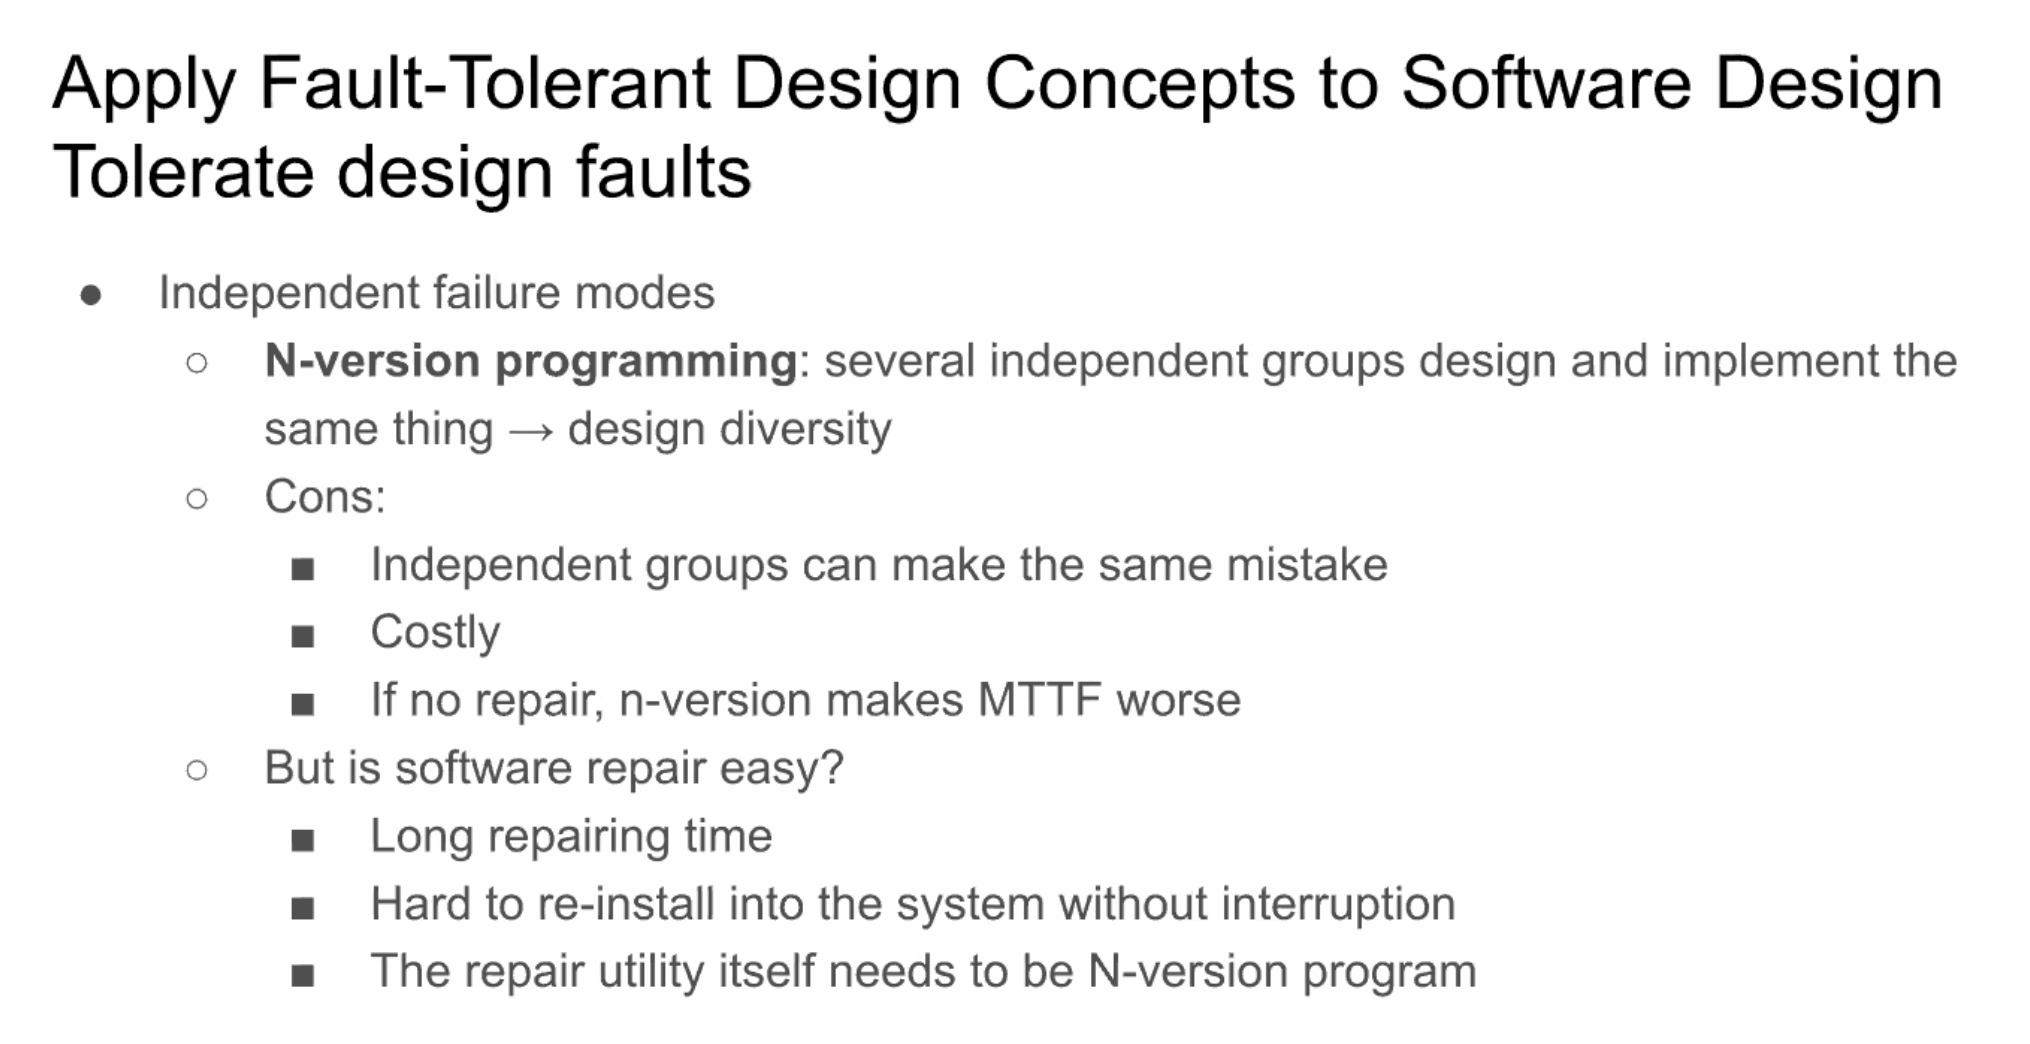 Apply Fault-Tolerant Design Concepts to Software Design
Tolerate design faults
● Independent failure modes
○ N-version programming: several independent groups design and implement the
same thing → design diversity
○ Cons:
■ Independent groups can make the same mistake
■ Costly
■ If no repair, n-version makes MTTF worse
○ But is software repair easy?
■ Long repairing time
■ Hard to re-install into the system without interruption
■ The repair utility itself needs to be N-version program